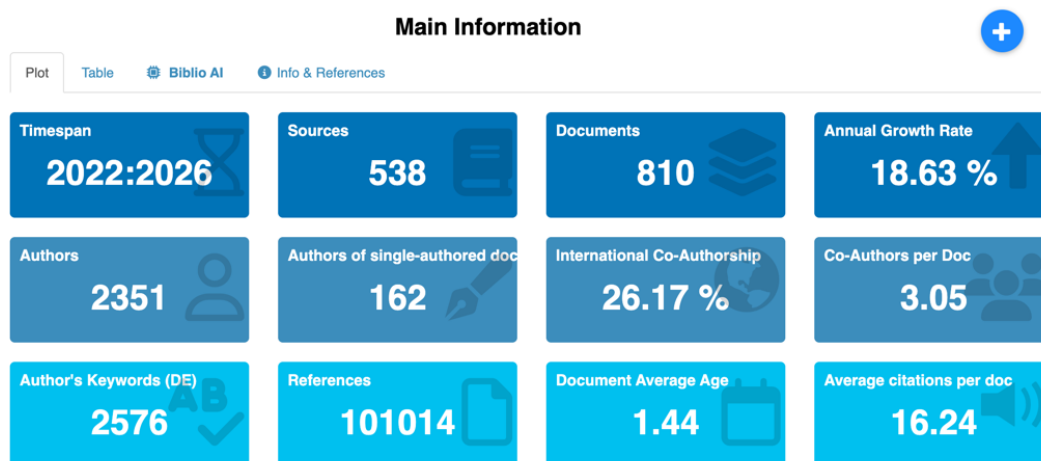 Main Information
Plot
Table
Biblio AI
Info & References
Timespan
2022:2026
Sources
538
Documents
810
Annual Growth Rate
18.63 %
Authors
2351
Authors of single-authored doc
162
International Co-Authorship
26.17 %
Co-Authors per Doc
3.05
Author's Keywords (DE)
2576
References
101014
Document Average Age
1.44
Average citations per doc
16.24